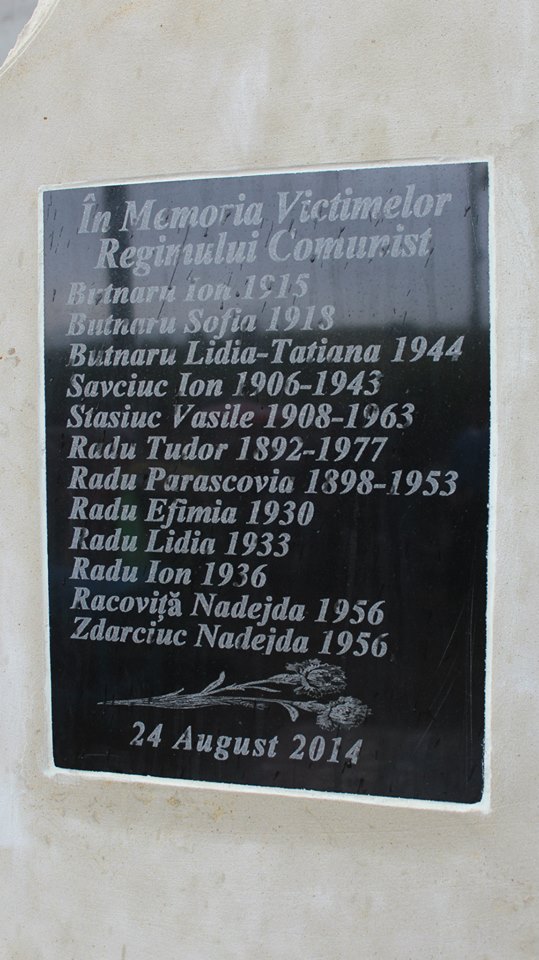 În Memoria Victimelor
Regimului Comunist
Butnaru Ion 1915
Butnaru Sofia 1918
Butnaru Lidia-Tatiana 1944
Savciuc Ion 1906-1943
Stasiuc Vasile 1908-1963
Radu Tudor 1892-1977
Radu Parascovia 1898-1953
Radu Efimia 1930
Radu Lidia 1933
Radu Ion 1936
Racoviță Nadejda 1956
Zdarciuc Nadejda 1956
24 August 2014